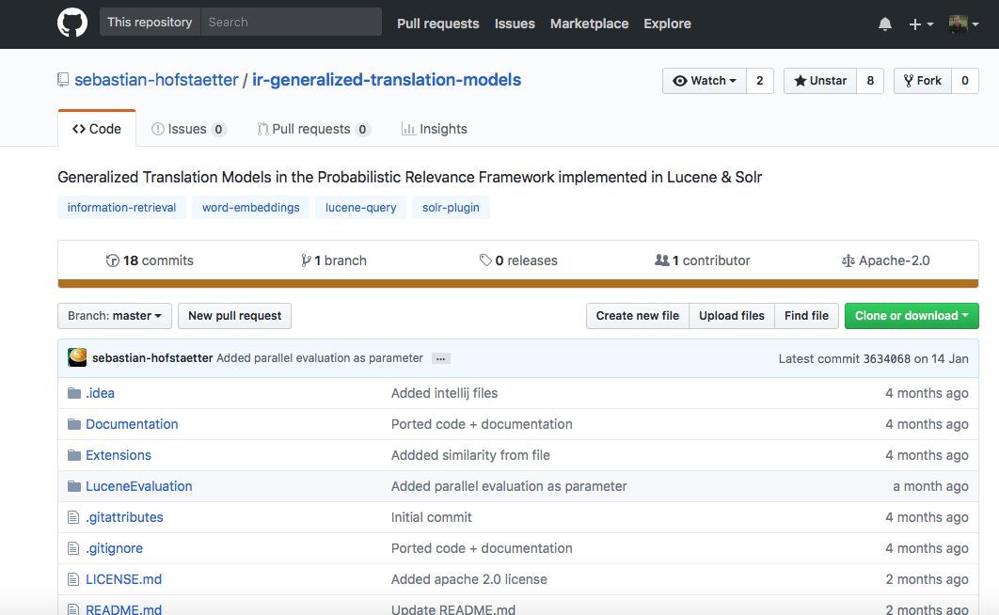 This repository Search Pull requests Issues Marketplace Explore
sebastian-hofstaetter / ir-generalized-translation-models Watch 2 Unstar 8 Fork 0
Code Issues 0 Pull requests 0 Insights
Generalized Translation Models in the Probabilistic Relevance Framework implemented in Lucene & Solr
information-retrieval word-embeddings lucene-query solr-plugin
18 commits 1 branch 0 releases 1 contributor Apache-2.0
Branch: master New pull request Create new file Upload files Find file Clone or download
sebastian-hofstaetter Added parallel evaluation as parameter ... Latest commit 3634068 on 14 Jan
.idea Added intellij files 4 months ago
Documentation Ported code + documentation 4 months ago
Extensions Addded similarity from file 4 months ago
LuceneEvaluation Added parallel evaluation as parameter a month ago
.gitattributes Initial commit 4 months ago
.gitignore Ported code + documentation 4 months ago
LICENSE.md Added apache 2.0 license 2 months ago
README.md Update README.md 2 months ago